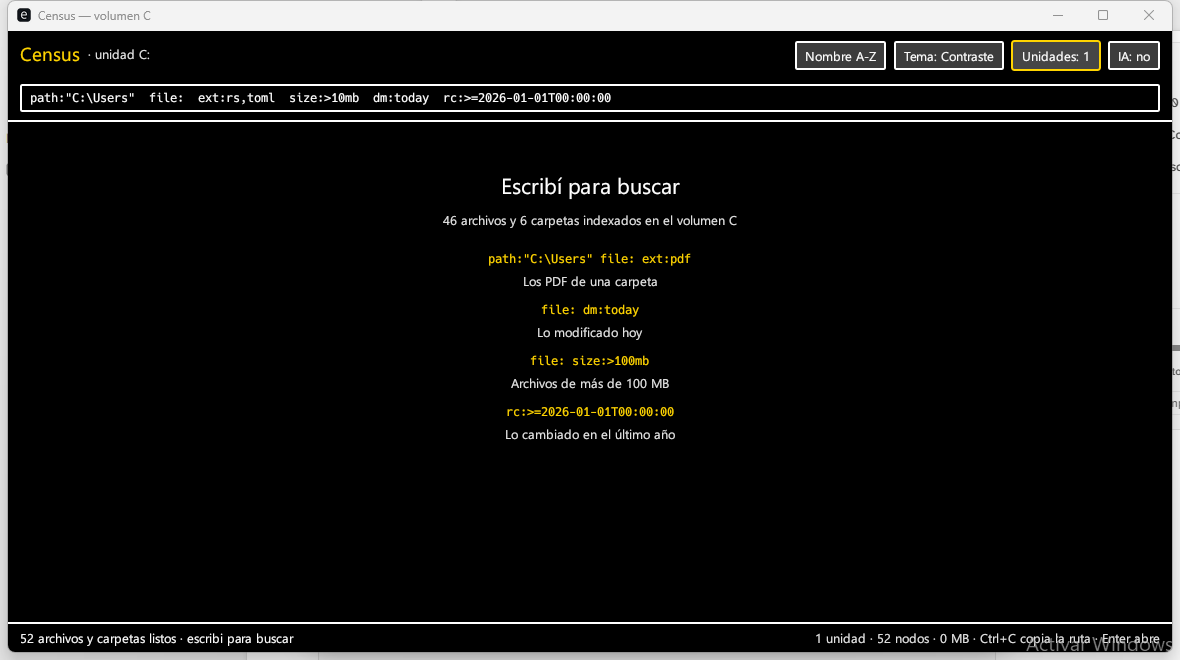 Census — volumen C
Census · unidad C:
Nombre A-Z
Tema: Contraste
Unidades: 1
IA: no
path:"C:\Users"  file:  ext:rs,toml  size:>10mb  dm:today  rc:>=2026-01-01T00:00:00
Escribí para buscar
46 archivos y 6 carpetas indexados en el volumen C
path:"C:\Users" file: ext:pdf
Los PDF de una carpeta
file: dm:today
Lo modificado hoy
file: size:>100mb
Archivos de más de 100 MB
rc:>=2026-01-01T00:00:00
Lo cambiado en el último año
52 archivos y carpetas listos · escribi para buscar
1 unidad · 52 nodos · 0 MB · Ctrl+C copia la ruta · Enter abre
Activar Windows